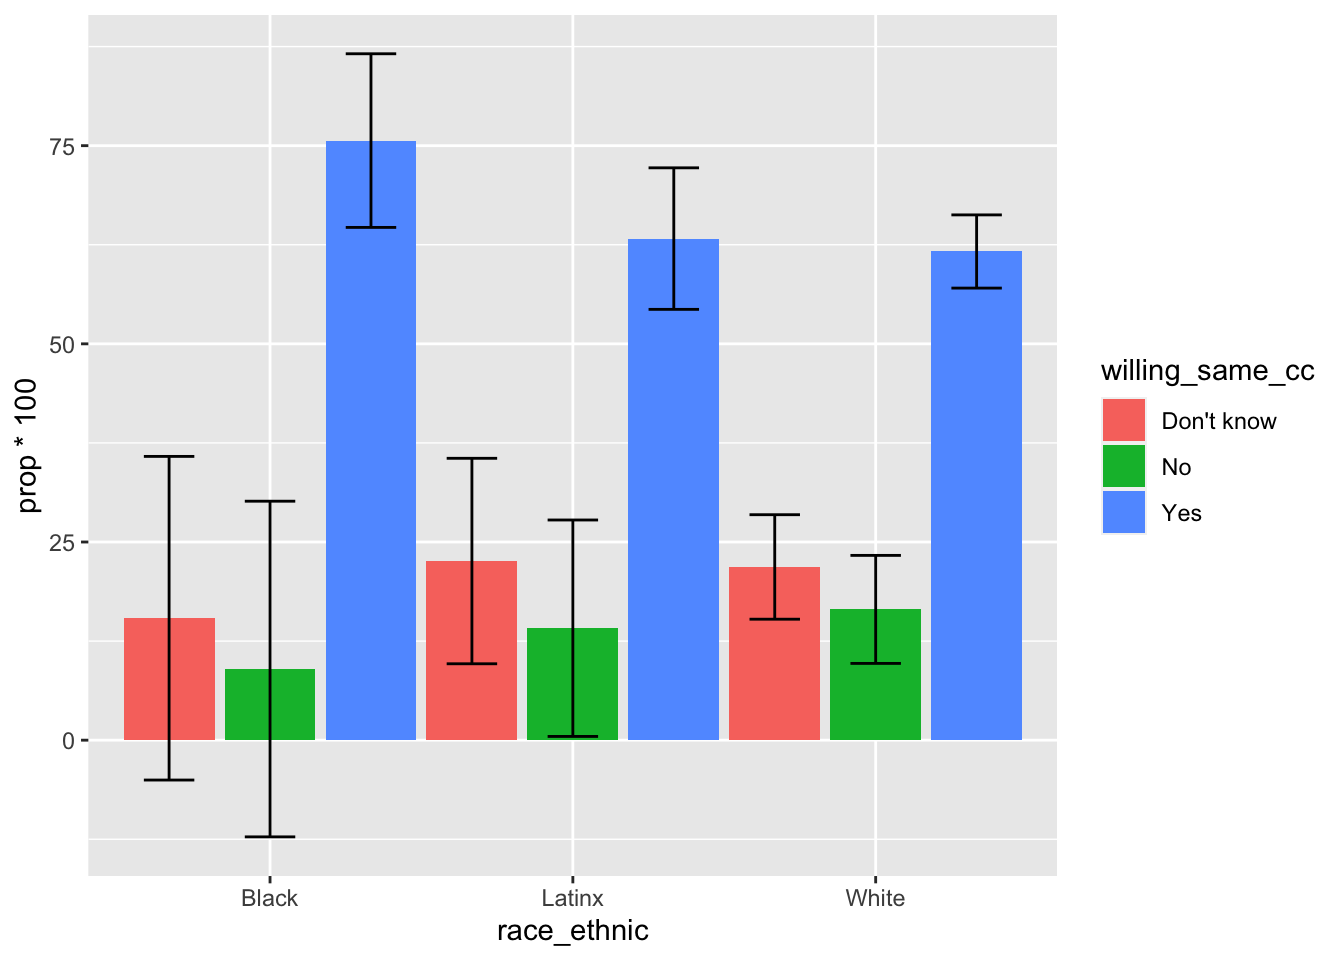 prop * 100
75
50
25
0
Black
Latinx
White
race_ethnic
willing_same_cc
Don't know
No
Yes